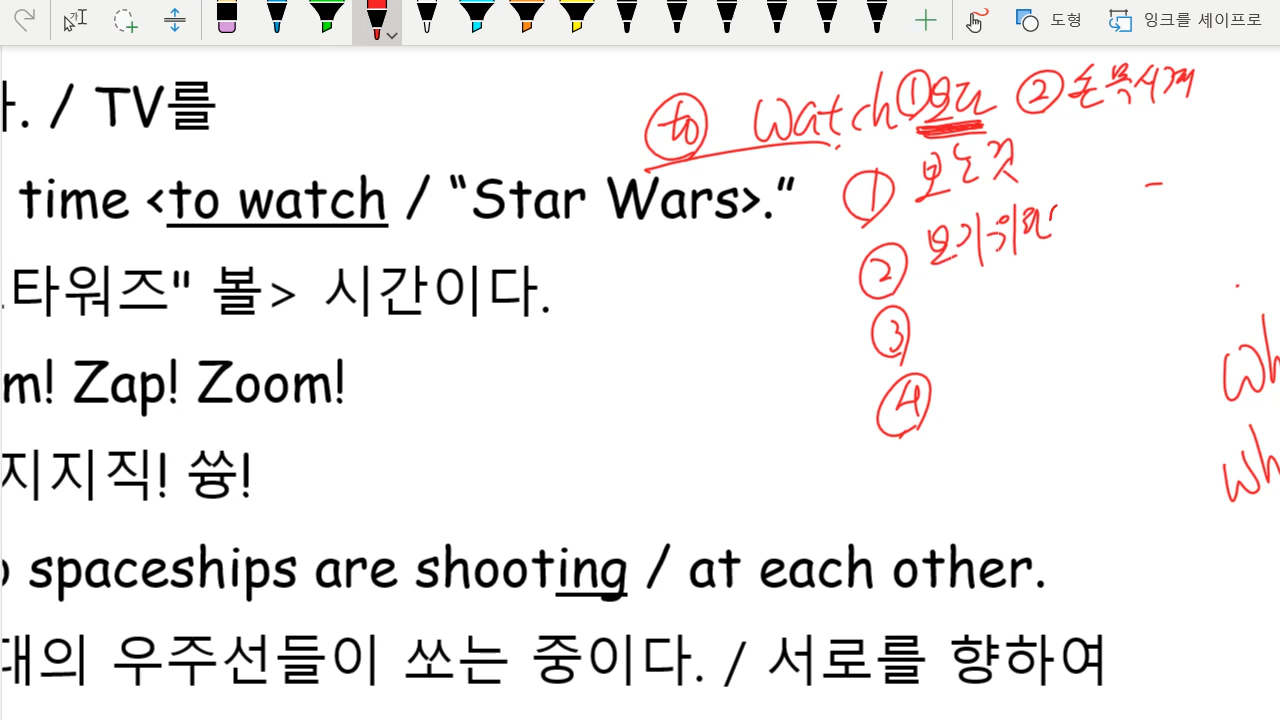 도형 잉크를 셰이프로
. / TV를
to watch ① 보다 ② 손목시계
time <to watch / “Star Wars>.”
① 보는것
② 보기위한
타워즈" 볼> 시간이다.
③
m! Zap! Zoom!
④
지지직! 쓩!
spaceships are shooting / at each other.
대의 우주선들이 쏘는 중이다. / 서로를 향하여